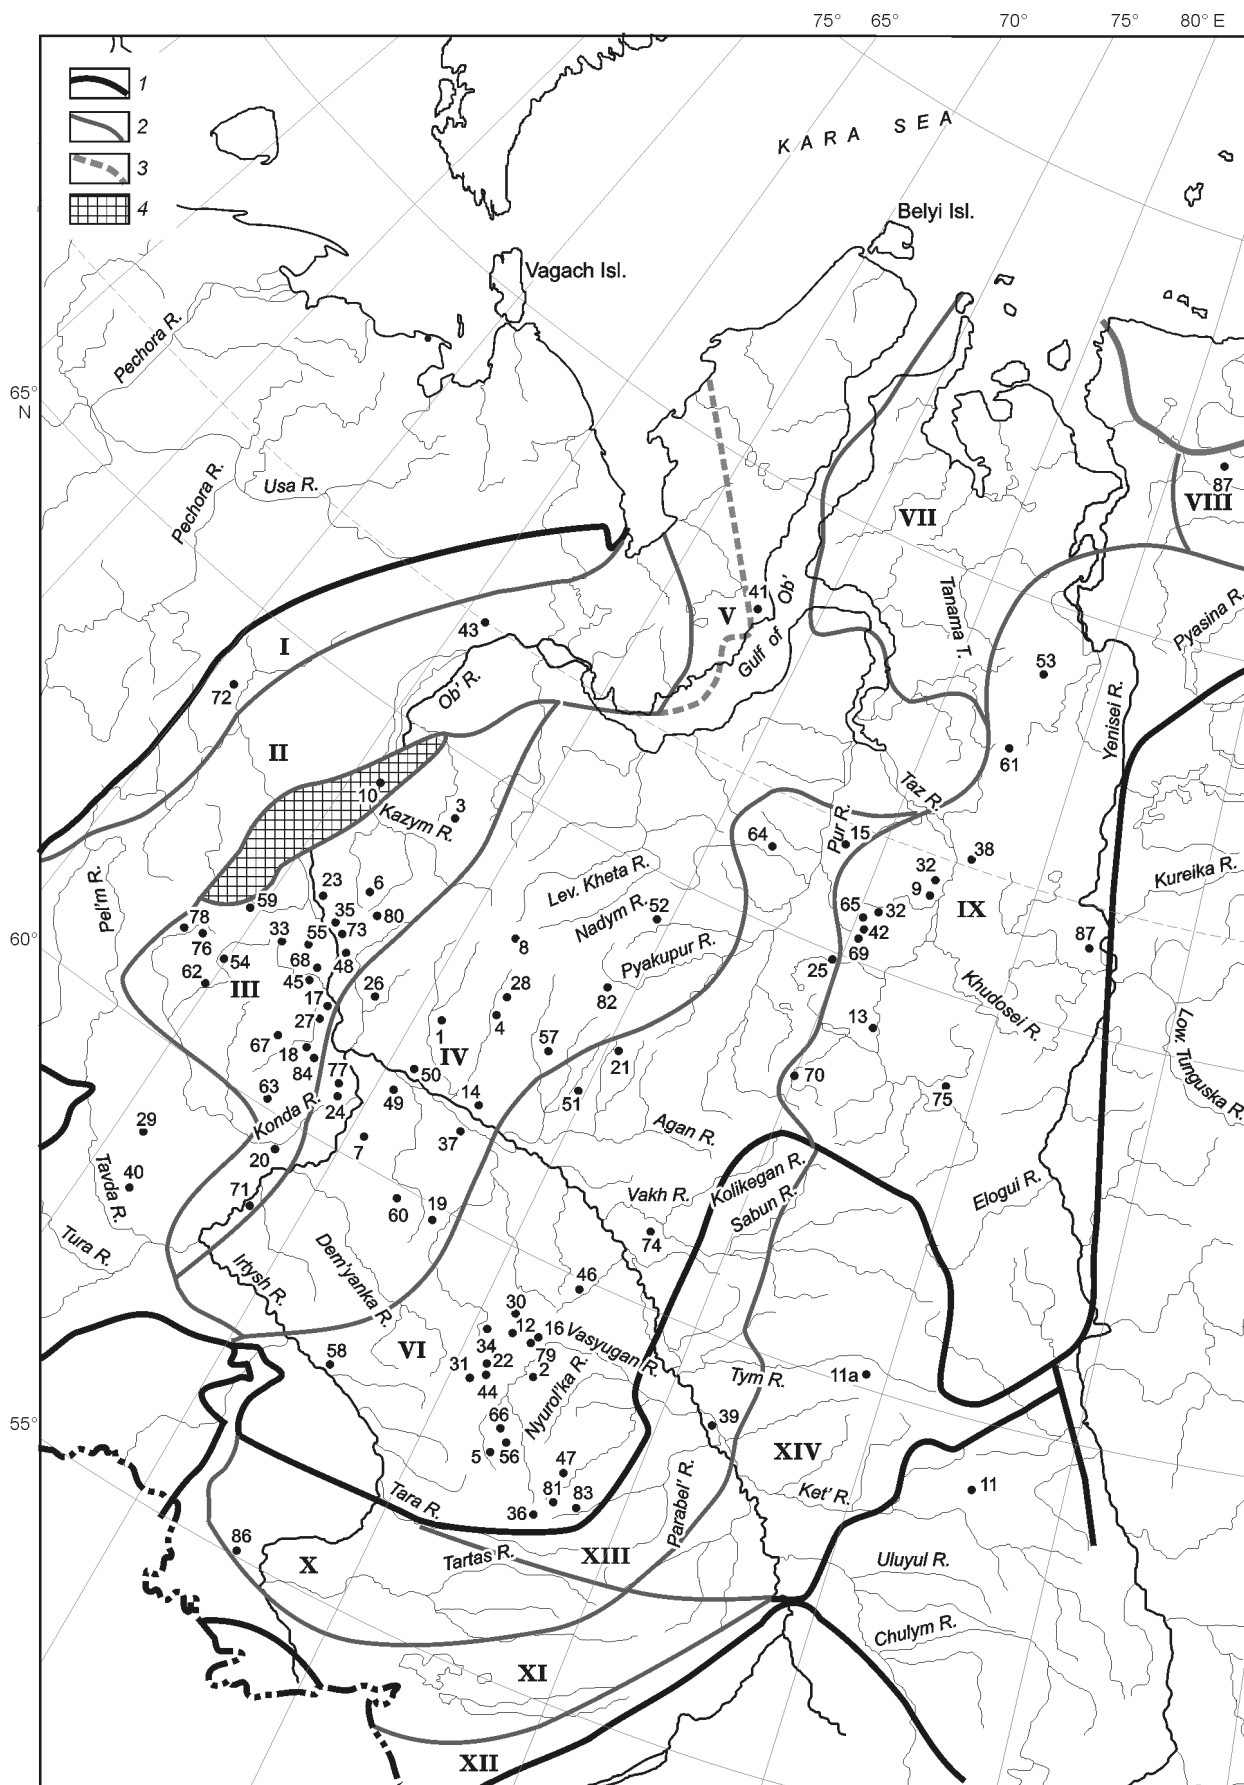 75° 65° 70° 75° 80° E
1
2
3
4
KARA SEA
Belyi Isl.
Vagach Isl.
Pechora R.
65°
N
Pechora R.
Usa R.
87
VIII
VII
Tanama T.
Pyasina R.
41
V
Gulf of Ob'
43
I
53
72
Ob' R.
Yenisei R.
II
61
10
Kazym R.
3
Taz R.
Pur R.
15
64
38
Lev. Kheta R.
32
9
Kureika R.
Pel'm R.
23
6
59
35
80
Nadym R.
52
65
32
IX
78
55
73
42
60°
76
33
8
69
87
54
68
48
Pyakupur R.
25
62
III
45
26
28
82
Khudosei R.
17
27
1
4
13
Low. Tunguska R.
67
18
IV
57
84
50
21
77
70
63
24
49
14
51
75
Konda R.
29
7
37
Agan R.
20
40
Tavda R.
Kolikegan R.
71
60
19
Vakh R.
Sabun R.
Elogui R.
Tura R.
74
Irtysh R.
Dem'yanka R.
46
30
12
16
34
Vasyugan R.
58
VI
79
31
22
2
Tym R.
11a
44
Nyurol'ka R.
66
39
55°
5
56
XIV
47
Tara R.
81
83
Parabel' R.
Ket' R.
11
36
86
X
Tartas R.
XIII
Uluyul R.
Chulym R.
XI
XII